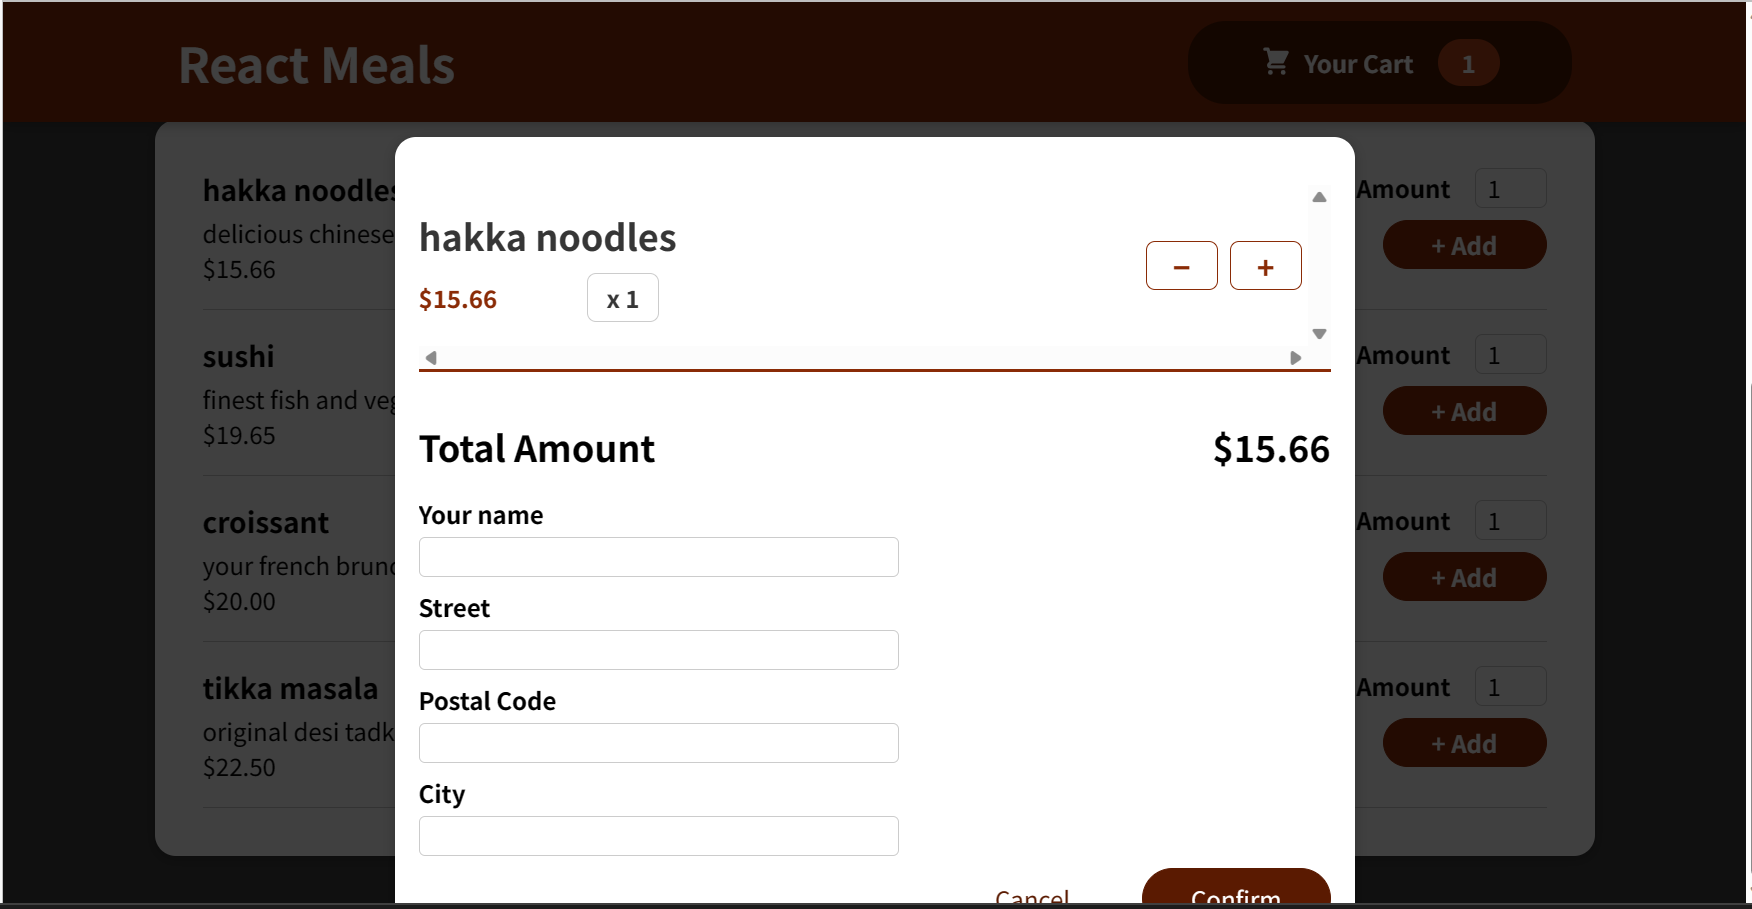 React Meals
Your Cart 1
hakka noodles
delicious chinese
$15.66
Amount 1
+ Add
sushi
finest fish and veg
$19.65
Amount 1
+ Add
croissant
your french brunc
$20.00
Amount 1
+ Add
tikka masala
original desi tadk
$22.50
Amount 1
+ Add
hakka noodles
$15.66 x 1
− +
Total Amount $15.66
Your name
Street
Postal Code
City
Cancel Confirm